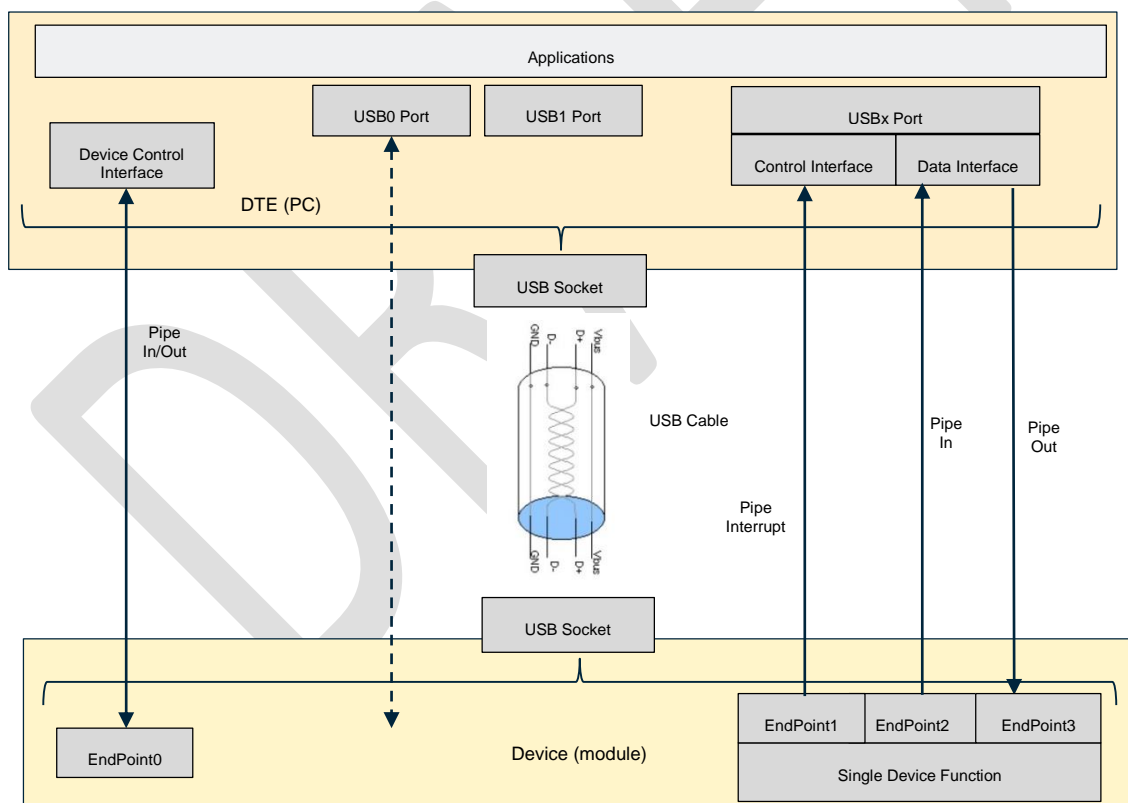 Applications
USB0 Port
USB1 Port
USBx Port
Device Control
Interface
Control Interface
Data Interface
DTE (PC)
USB Socket
GND
D-
D+
Vbus
Pipe
In/Out
USB Cable
Pipe
In
Pipe
Out
Pipe
Interrupt
GND
D-
D+
Vbus
USB Socket
EndPoint0
Device (module)
EndPoint1
EndPoint2
EndPoint3
Single Device Function